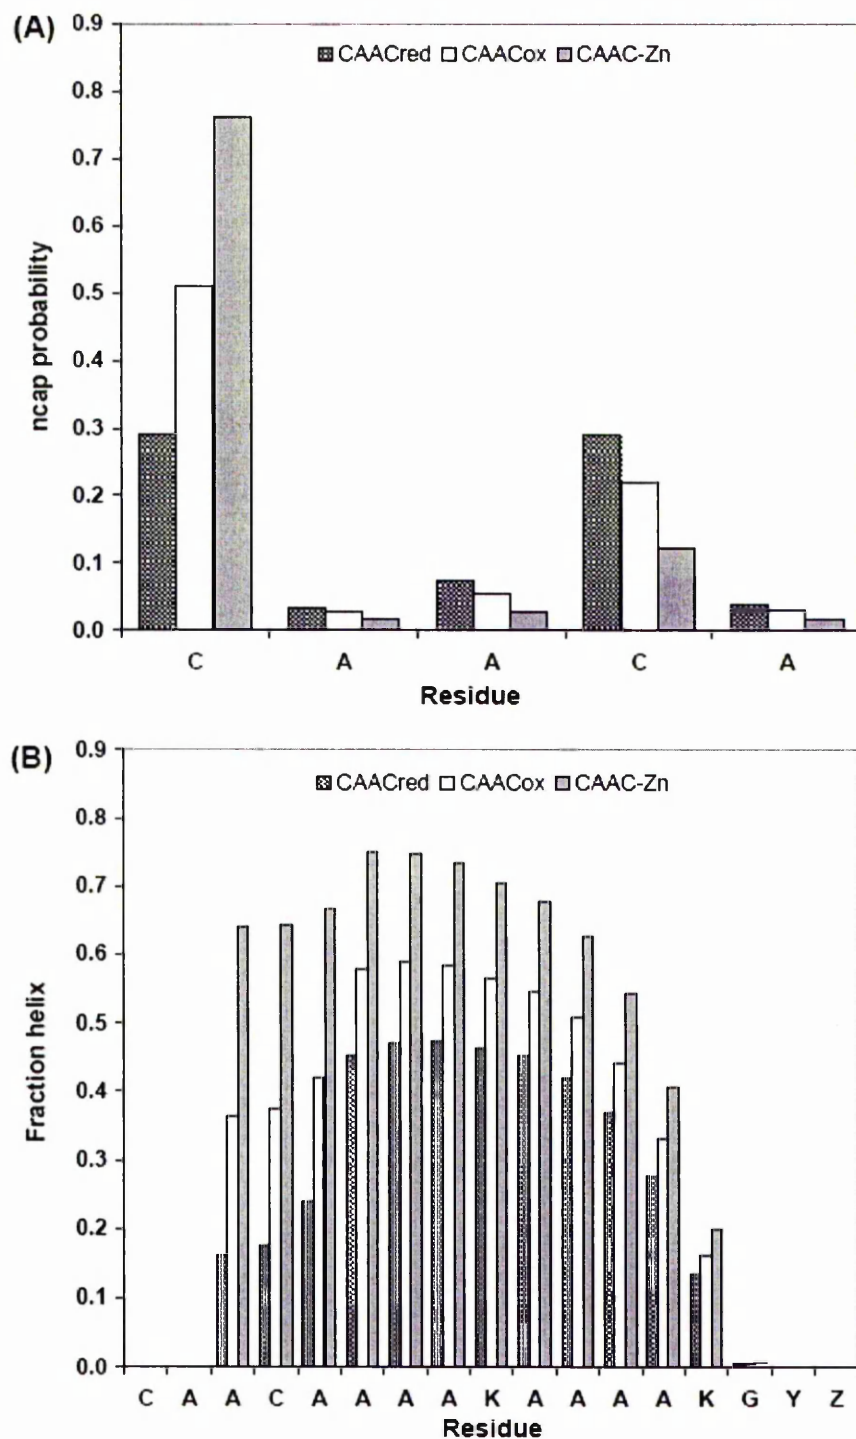 (A)
0.9
CAACred CAACox CAAC-Zn
0.8
0.7
0.6
0.5
0.4
0.3
0.2
0.1
0.0
ncap probability
C A A C A
Residue
(B)
0.9
CAACred CAACox CAAC-Zn
0.8
0.7
0.6
0.5
0.4
0.3
0.2
0.1
0.0
Fraction helix
C A A C A A A A K A A A A K G Y Z
Residue